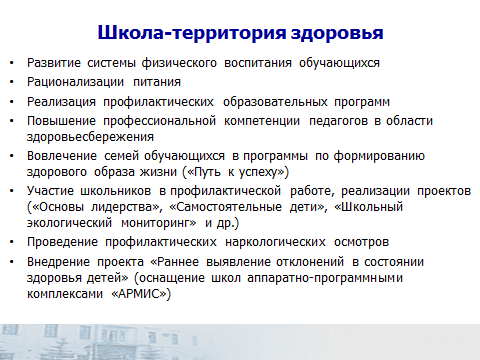 Школа-территория здоровья
• Развитие системы физического воспитания обучающихся
• Рационализации питания
• Реализация профилактических образовательных программ
• Повышение профессиональной компетенции педагогов в области
здоровьесбережения
• Вовлечение семей обучающихся в программы по формированию
здорового образа жизни («Путь к успеху»)
• Участие школьников в профилактической работе, реализации проектов
(«Основы лидерства», «Самостоятельные дети», «Школьный
экологический мониторинг» и др.)
• Проведение профилактических наркологических осмотров
• Внедрение проекта «Раннее выявление отклонений в состоянии
здоровья детей» (оснащение школ аппаратно-программными
комплексами «АРМИС»)